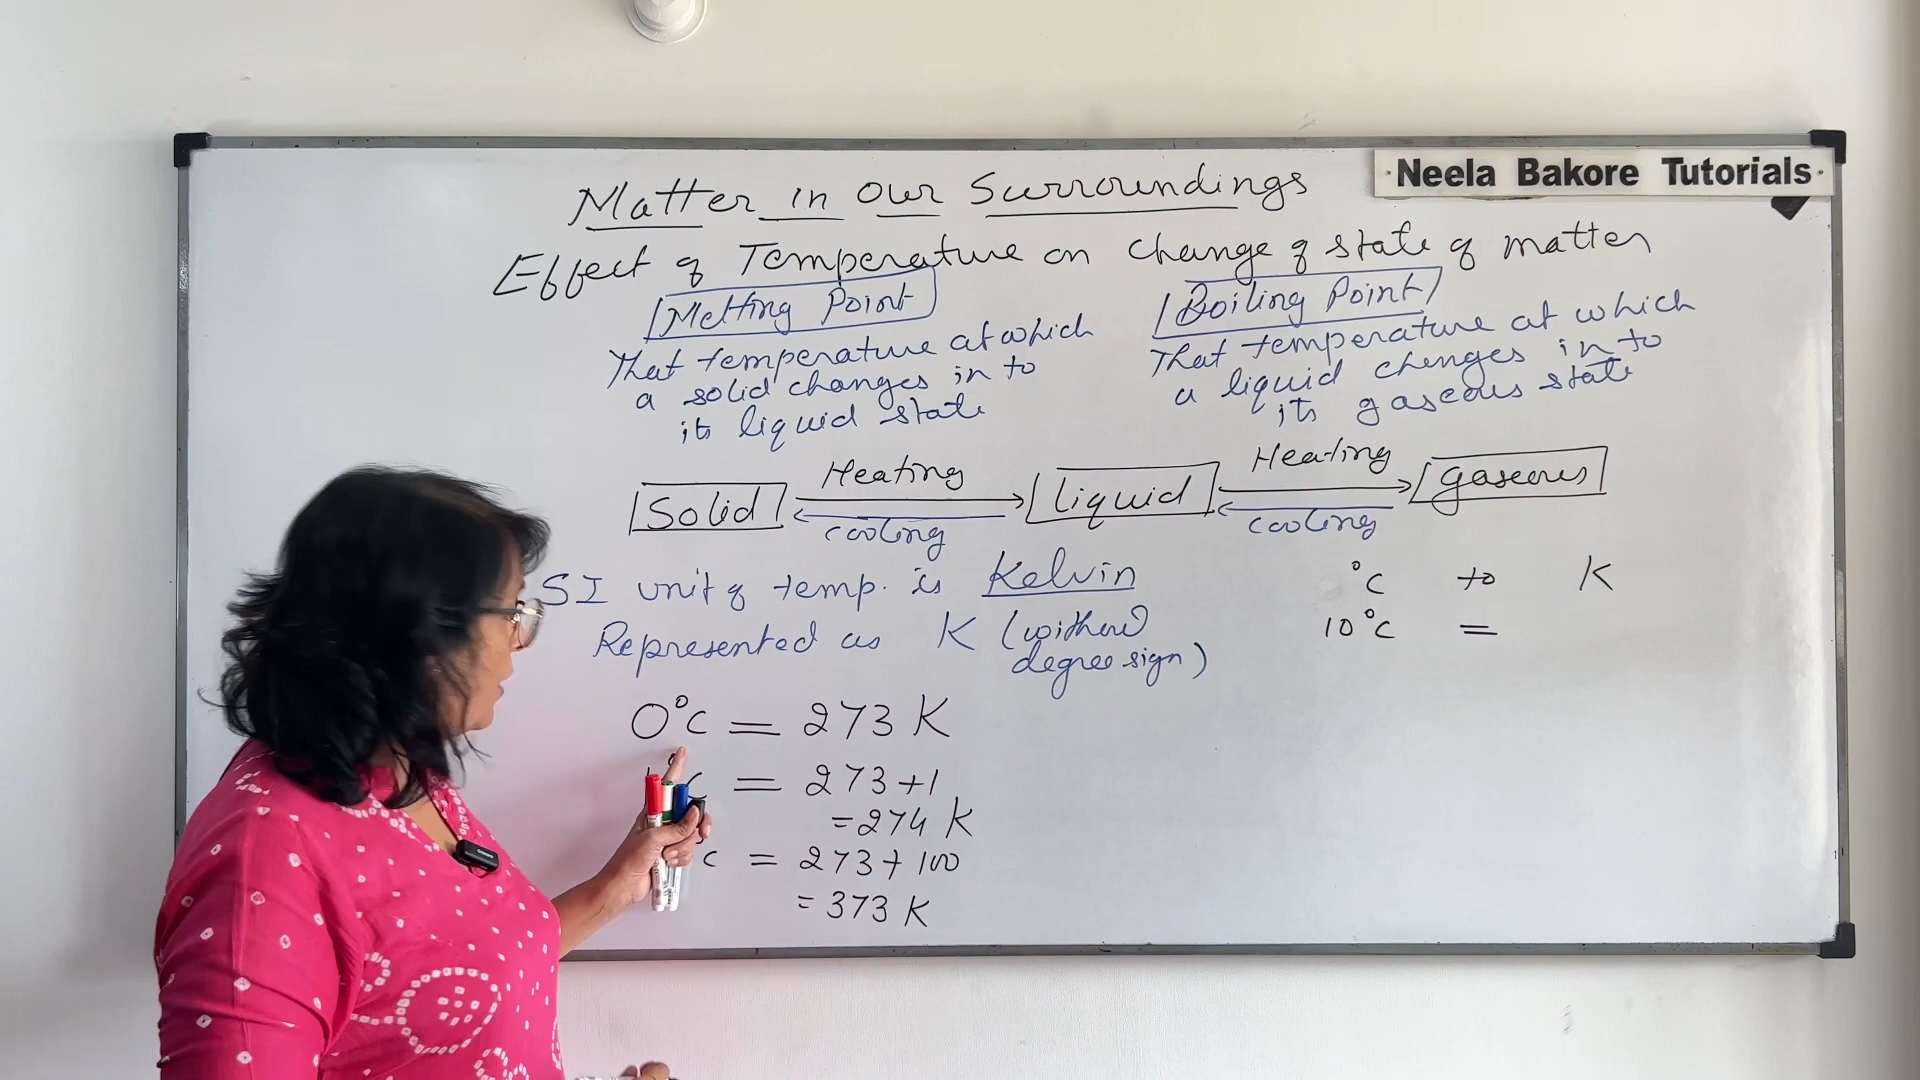 Neela Bakore Tutorials
Matter in Our Surroundings
Effect of Temperature on change of state of matter
Melting Point
That temperature at which
a solid changes in to
its liquid state
Boiling Point
That temperature at which
a liquid changes in to
its gaseous state
Solid
Heating
cooling
liquid
Heating
cooling
gaseous
SI unit of temp. is Kelvin
Represented as K (without
degree sign)
0°C = 273 K
°C = 273+1
=274 K
C = 273+100
= 373 K
°C to K
10°C =